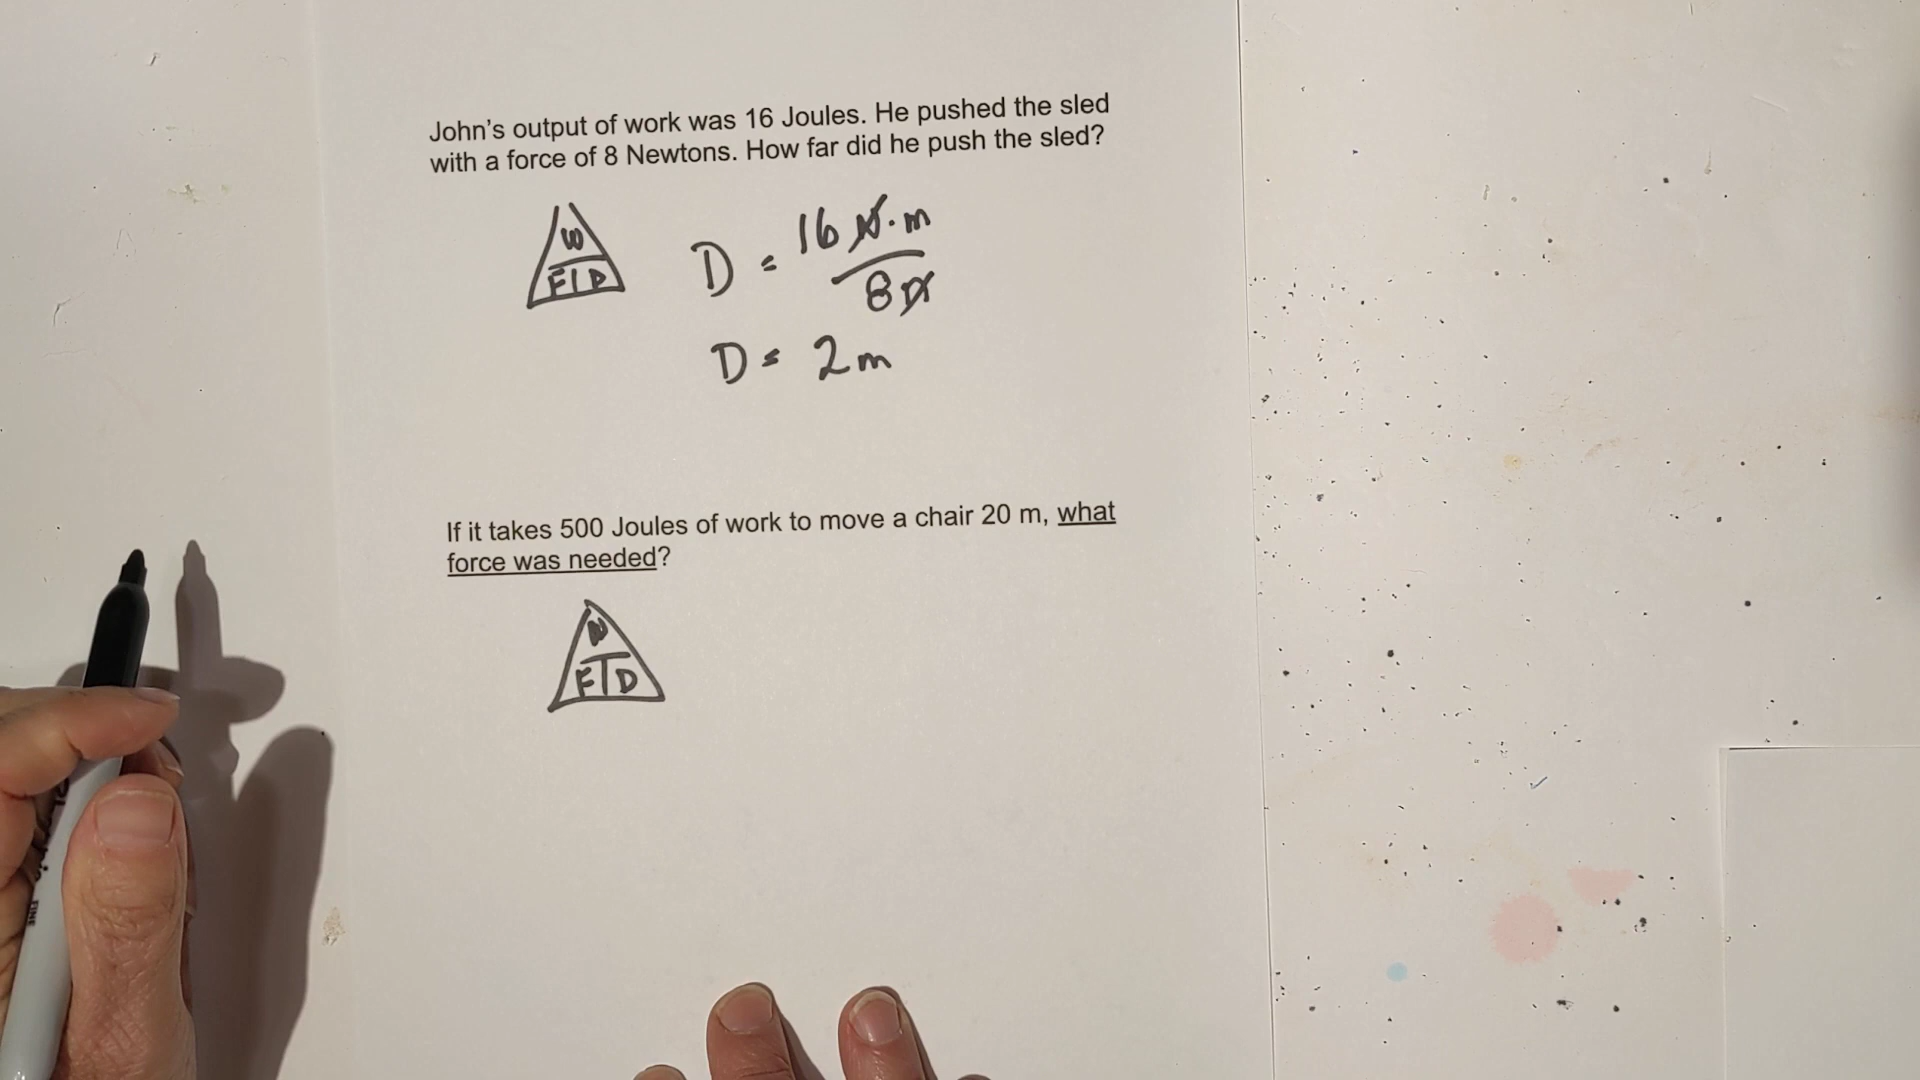 John's output of work was 16 Joules. He pushed the sled
with a force of 8 Newtons. How far did he push the sled?
W
F|D
D = 16 N·m
8 N
D = 2m
If it takes 500 Joules of work to move a chair 20 m, what
force was needed?
W
F|D
FINE